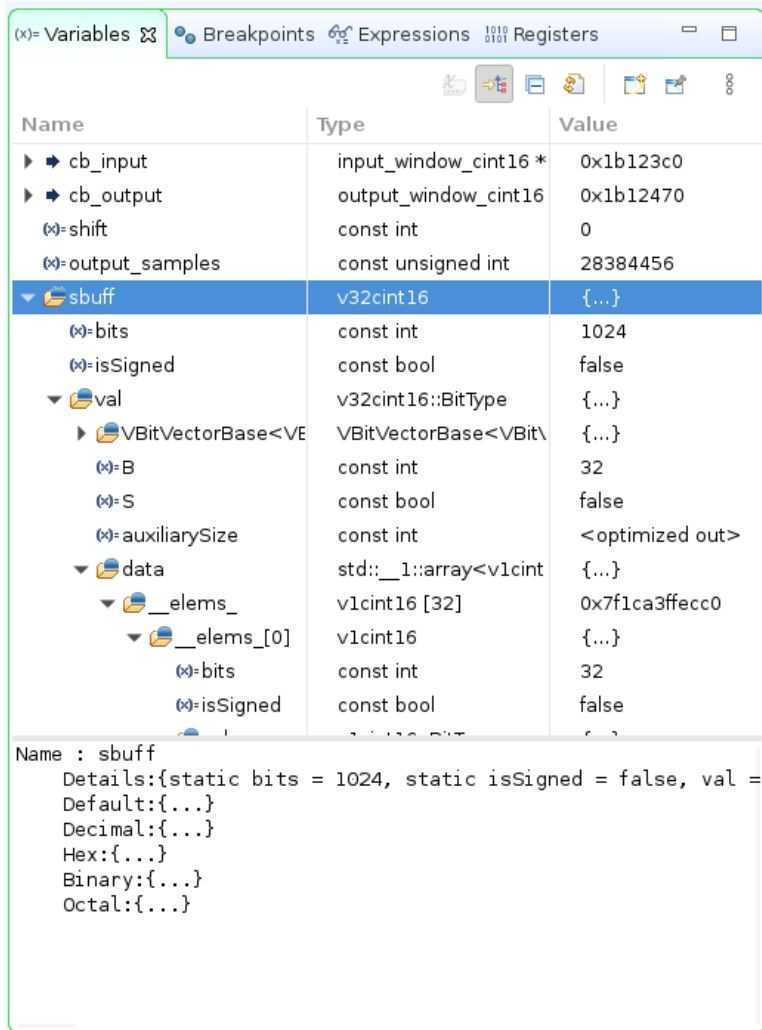 (x)= Variables Breakpoints Expressions 1010 0101 Registers
Name Type Value
cb_input input_window_cint16 * 0x1b123c0
cb_output output_window_cint16 0x1b12470
(x)= shift const int 0
(x)= output_samples const unsigned int 28384456
sbuff v32cint16 {...}
(x)= bits const int 1024
(x)= isSigned const bool false
val v32cint16::BitType {...}
VBitVectorBase<VE VBitVectorBase<VBit\ {...}
(x)= B const int 32
(x)= S const bool false
(x)= auxiliarySize const int <optimized out>
data std::__1::array<v1cint {...}
__elems_ v1cint16 [32] 0x7f1ca3ffecc0
__elems_[0] v1cint16 {...}
(x)= bits const int 32
(x)= isSigned const bool false
Name : sbuff
Details:{static bits = 1024, static isSigned = false, val =
Default:{...}
Decimal:{...}
Hex:{...}
Binary:{...}
Octal:{...}